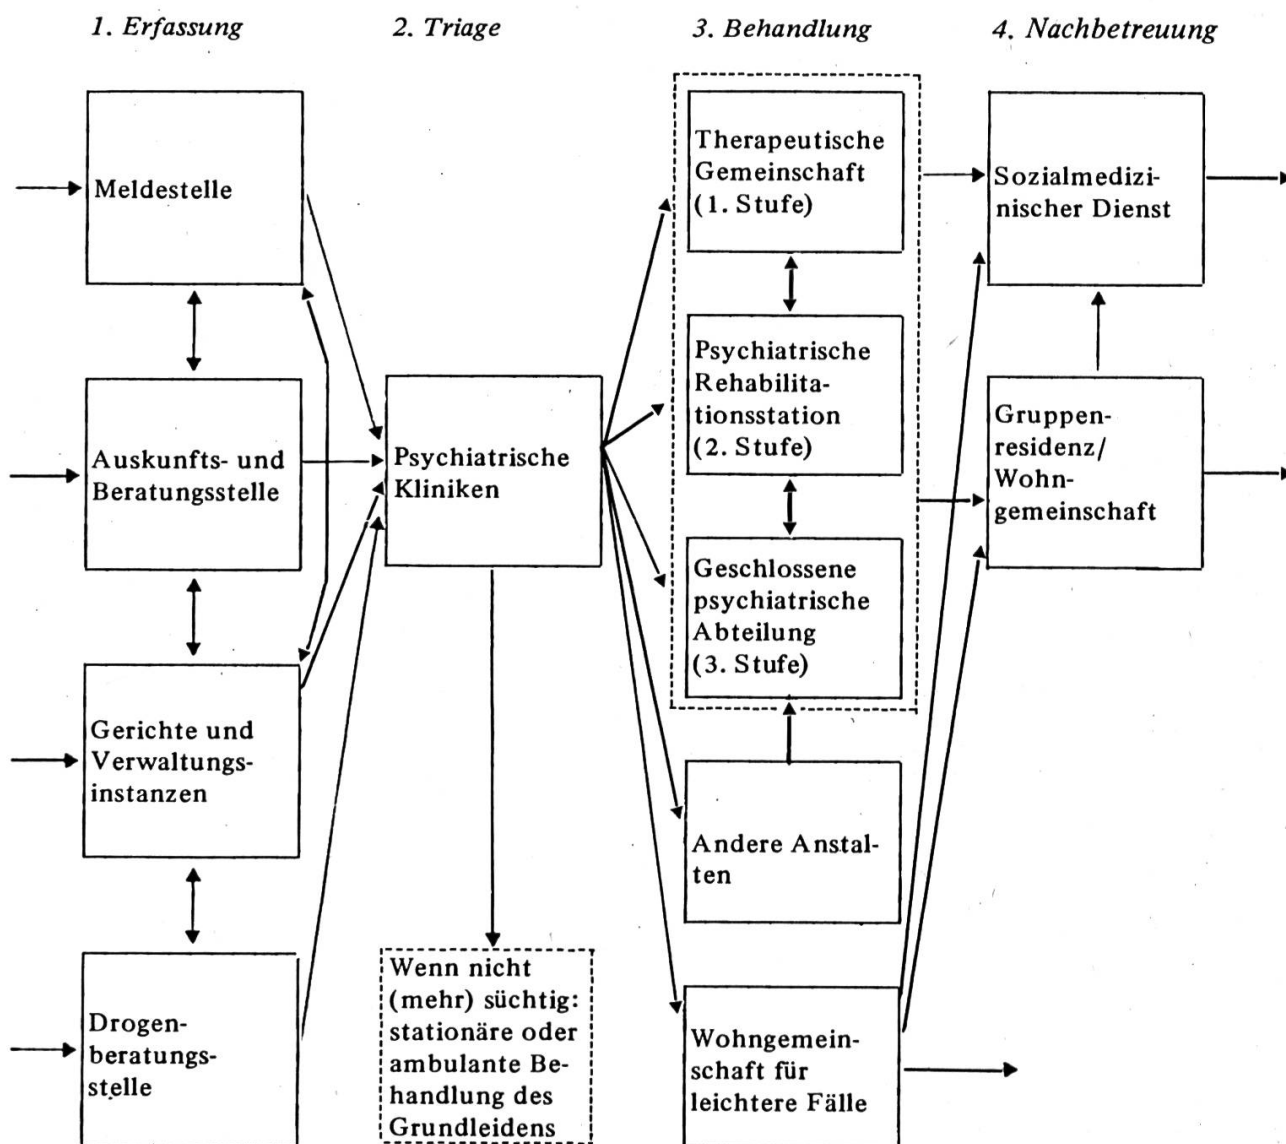 1. Erfassung
2. Triage
3. Behandlung
4. Nachbetreuung
Meldestelle
Auskunfts- und
Beratungsstelle
Gerichte und
Verwaltungs-
instanzen
Drogen-
beratungs-
stelle
Psychiatrische
Kliniken
Wenn nicht
(mehr) süchtig:
stationäre oder
ambulante Be-
handlung des
Grundleidens
Therapeutische
Gemeinschaft
(1. Stufe)
Psychiatrische
Rehabilita-
tionsstation
(2. Stufe)
Geschlossene
psychiatrische
Abteilung
(3. Stufe)
Andere Anstal-
ten
Wohngemein-
schaft für
leichtere Fälle
Sozialmedizi-
nischer Dienst
Gruppen-
residenz/
Wohn-
gemeinschaft